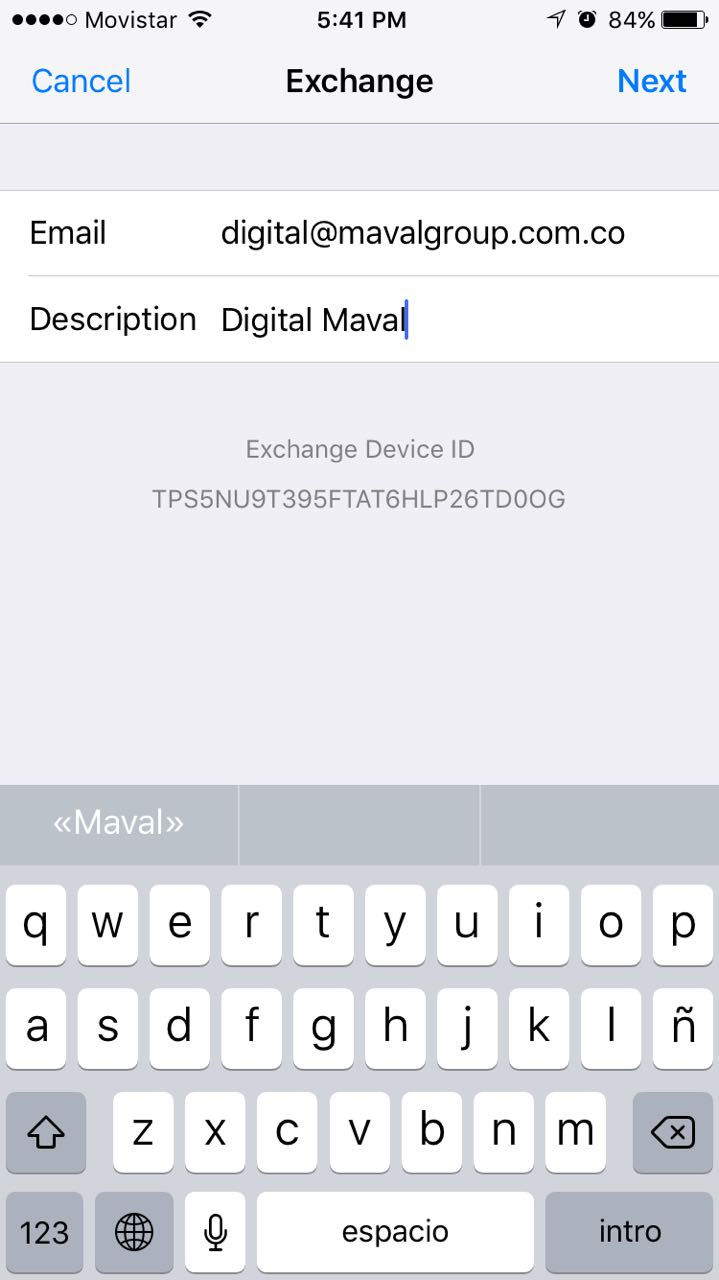 Movistar 5:41 PM 84%
Cancel Exchange Next
Email digital@mavalgroup.com.co
Description Digital Maval
Exchange Device ID
TPS5NU9T395FTAT6HLP26TD0OG
«Maval»
q w e r t y u i o p
a s d f g h j k l ñ
z x c v b n m
123 espacio intro